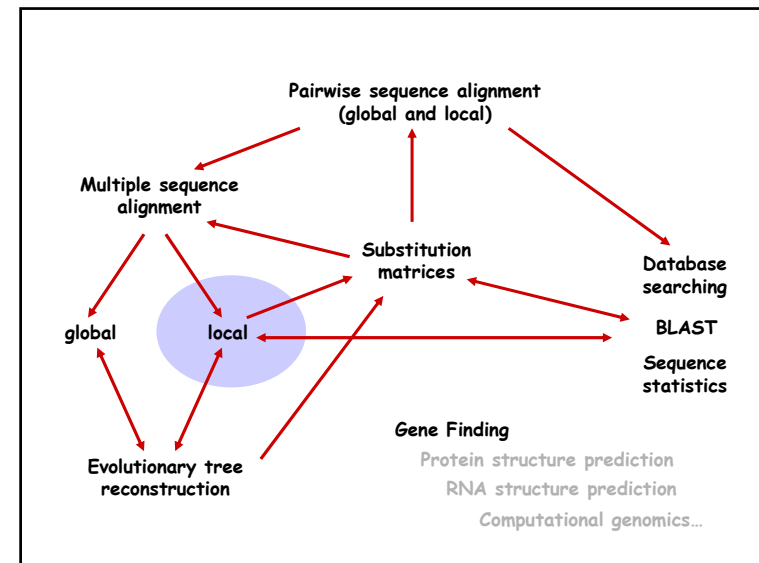 Pairwise sequence alignment
(global and local)
Multiple sequence
alignment
Substitution
matrices
Database
searching
global
local
BLAST
Sequence
statistics
Gene Finding
Evolutionary tree
reconstruction
Protein structure prediction
RNA structure prediction
Computational genomics…